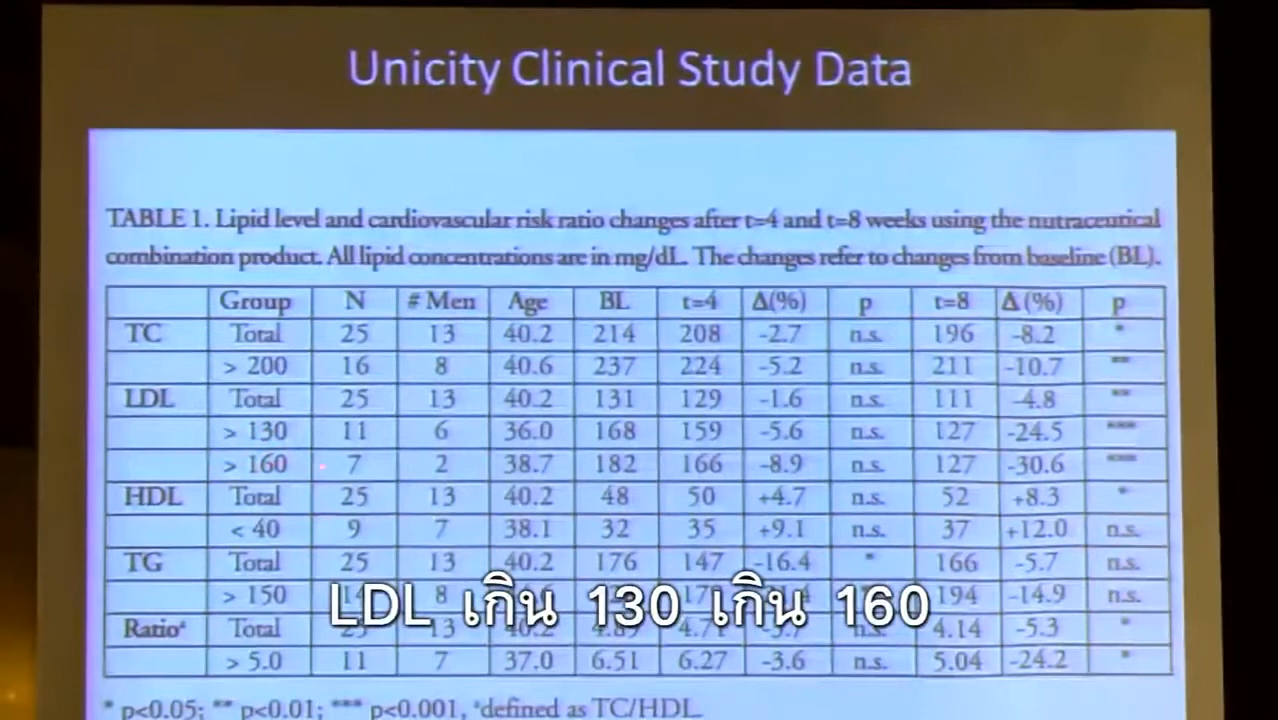 Unicity Clinical Study Data
TABLE 1. Lipid level and cardiovascular risk ratio changes after t=4 and t=8 weeks using the nutraceutical
combination product. All lipid concentrations are in mg/dL. The changes refer to changes from baseline (BL).
Group N # Men Age BL t=4 Δ(%) p t=8 Δ (%) p
TC Total 25 13 40.2 214 208 -2.7 n.s. 196 -8.2 *
> 200 16 8 40.6 237 224 -5.2 n.s. 211 -10.7 **
LDL Total 25 13 40.2 131 129 -1.6 n.s. 111 -4.8 **
> 130 11 6 36.0 168 159 -5.6 n.s. 127 -24.5 ***
> 160 7 2 38.7 182 166 -8.9 n.s. 127 -30.6 ***
HDL Total 25 13 40.2 48 50 +4.7 n.s. 52 +8.3 *
< 40 9 7 38.1 32 35 +9.1 n.s. 37 +12.0 n.s.
TG Total 25 13 40.2 176 147 -16.4 * 166 -5.7 n.s.
> 150 8 194 -14.9 n.s.
LDL เกิน 130 เกิน 160
Ratioª Total 13 4.14 -5.3 *
> 5.0 11 7 37.0 6.51 6.27 -3.6 n.s. 5.04 -24.2 *
* p<0.05; ** p<0.01; *** p<0.001, ªdefined as TC/HDL